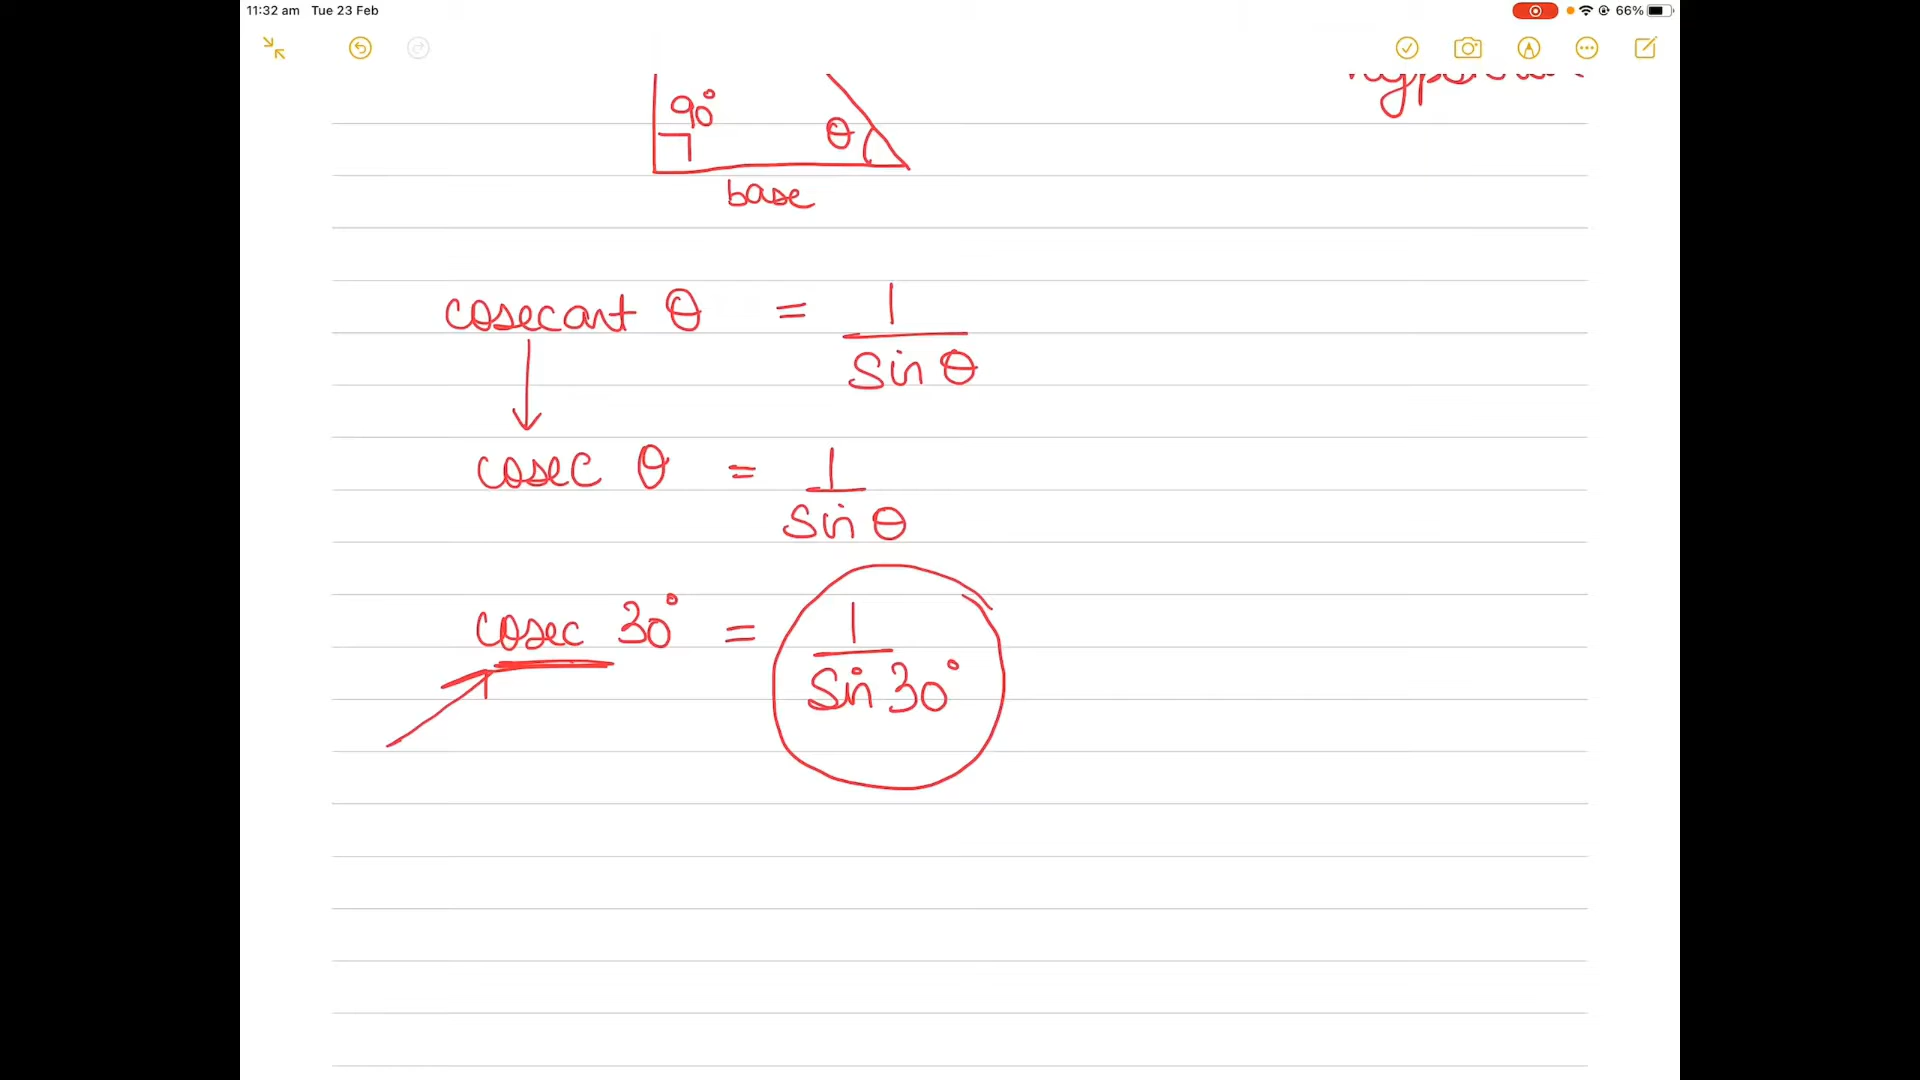 11:32 am Tue 23 Feb
66%
90°
θ
base
cosecant θ = 1/sin θ
cosec θ = 1/sin θ
cosec 30° = 1/sin 30°